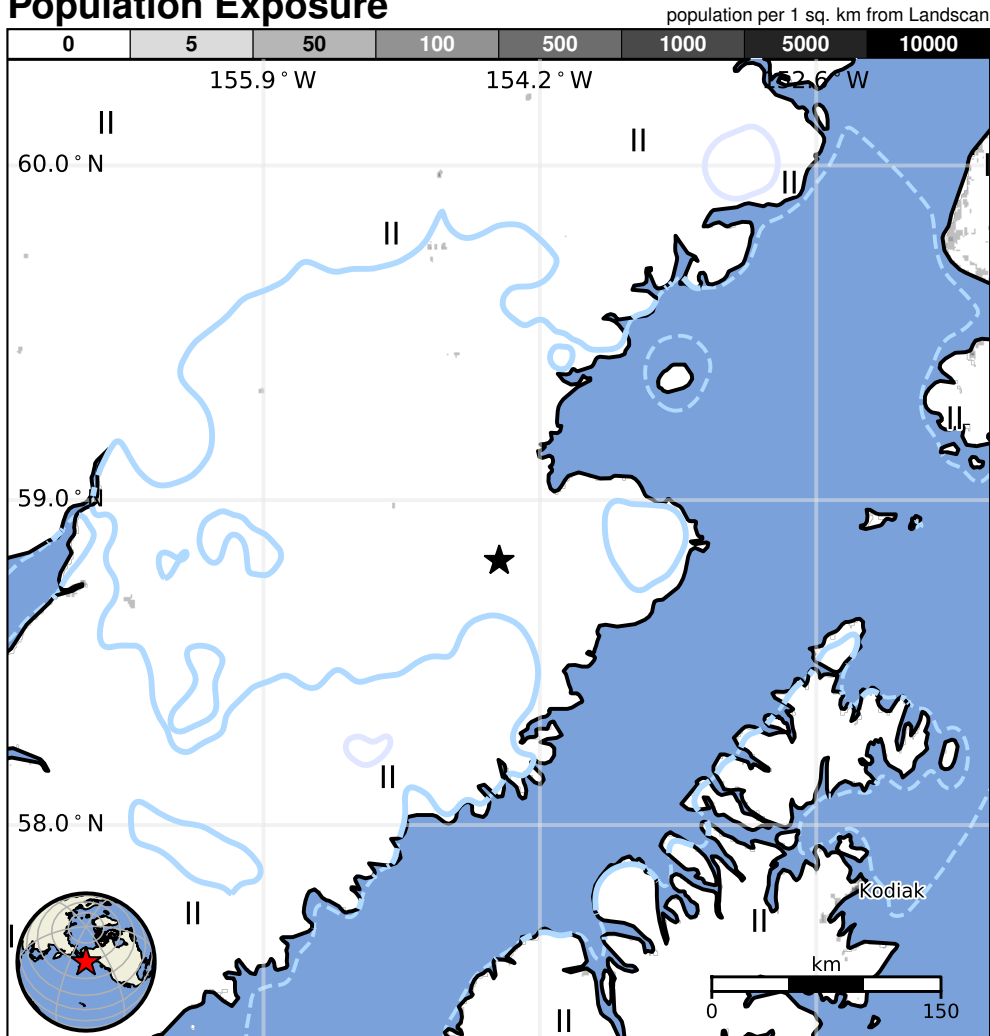 Population Exposure
population per 1 sq. km from Landscan
0 5 50 100 500 1000 5000 10000
155.9°W 154.2°W 152.6°W
II
II
60.0°N
II
II
II
59.0°N
II
58.0°N
Kodiak
II
II
km
0 150
II